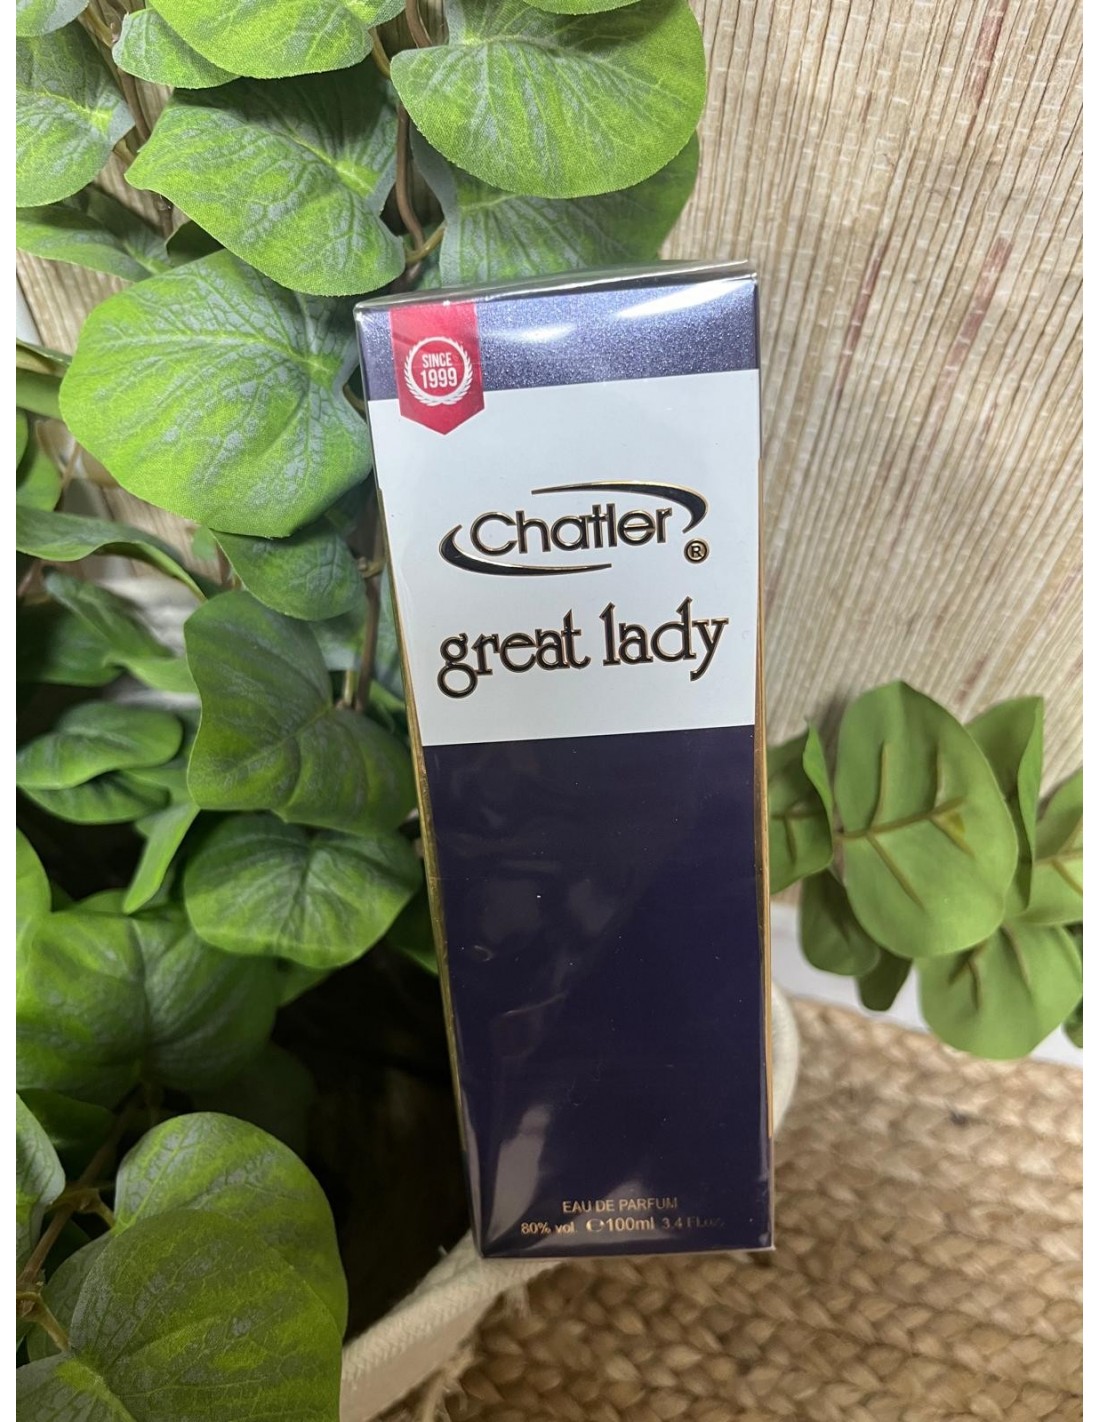 SINCE
1999
Chatler
®
great lady
EAU DE PARFUM
80% vol. ℮100ml 3.4 Fl.oz